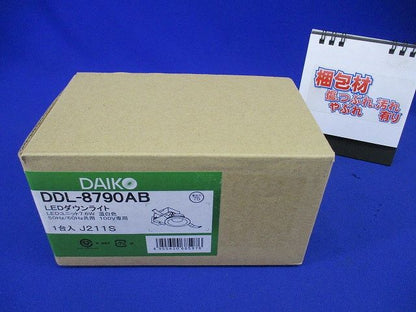 梱包材
傷 つぶれ 汚れ
やぶれ 有り
DAIKO
DDL-8790AB
LEDダウンライト
LEDユニット7.6W 温白色
50Hz/60Hz共用 100V専用
1台入 J211S